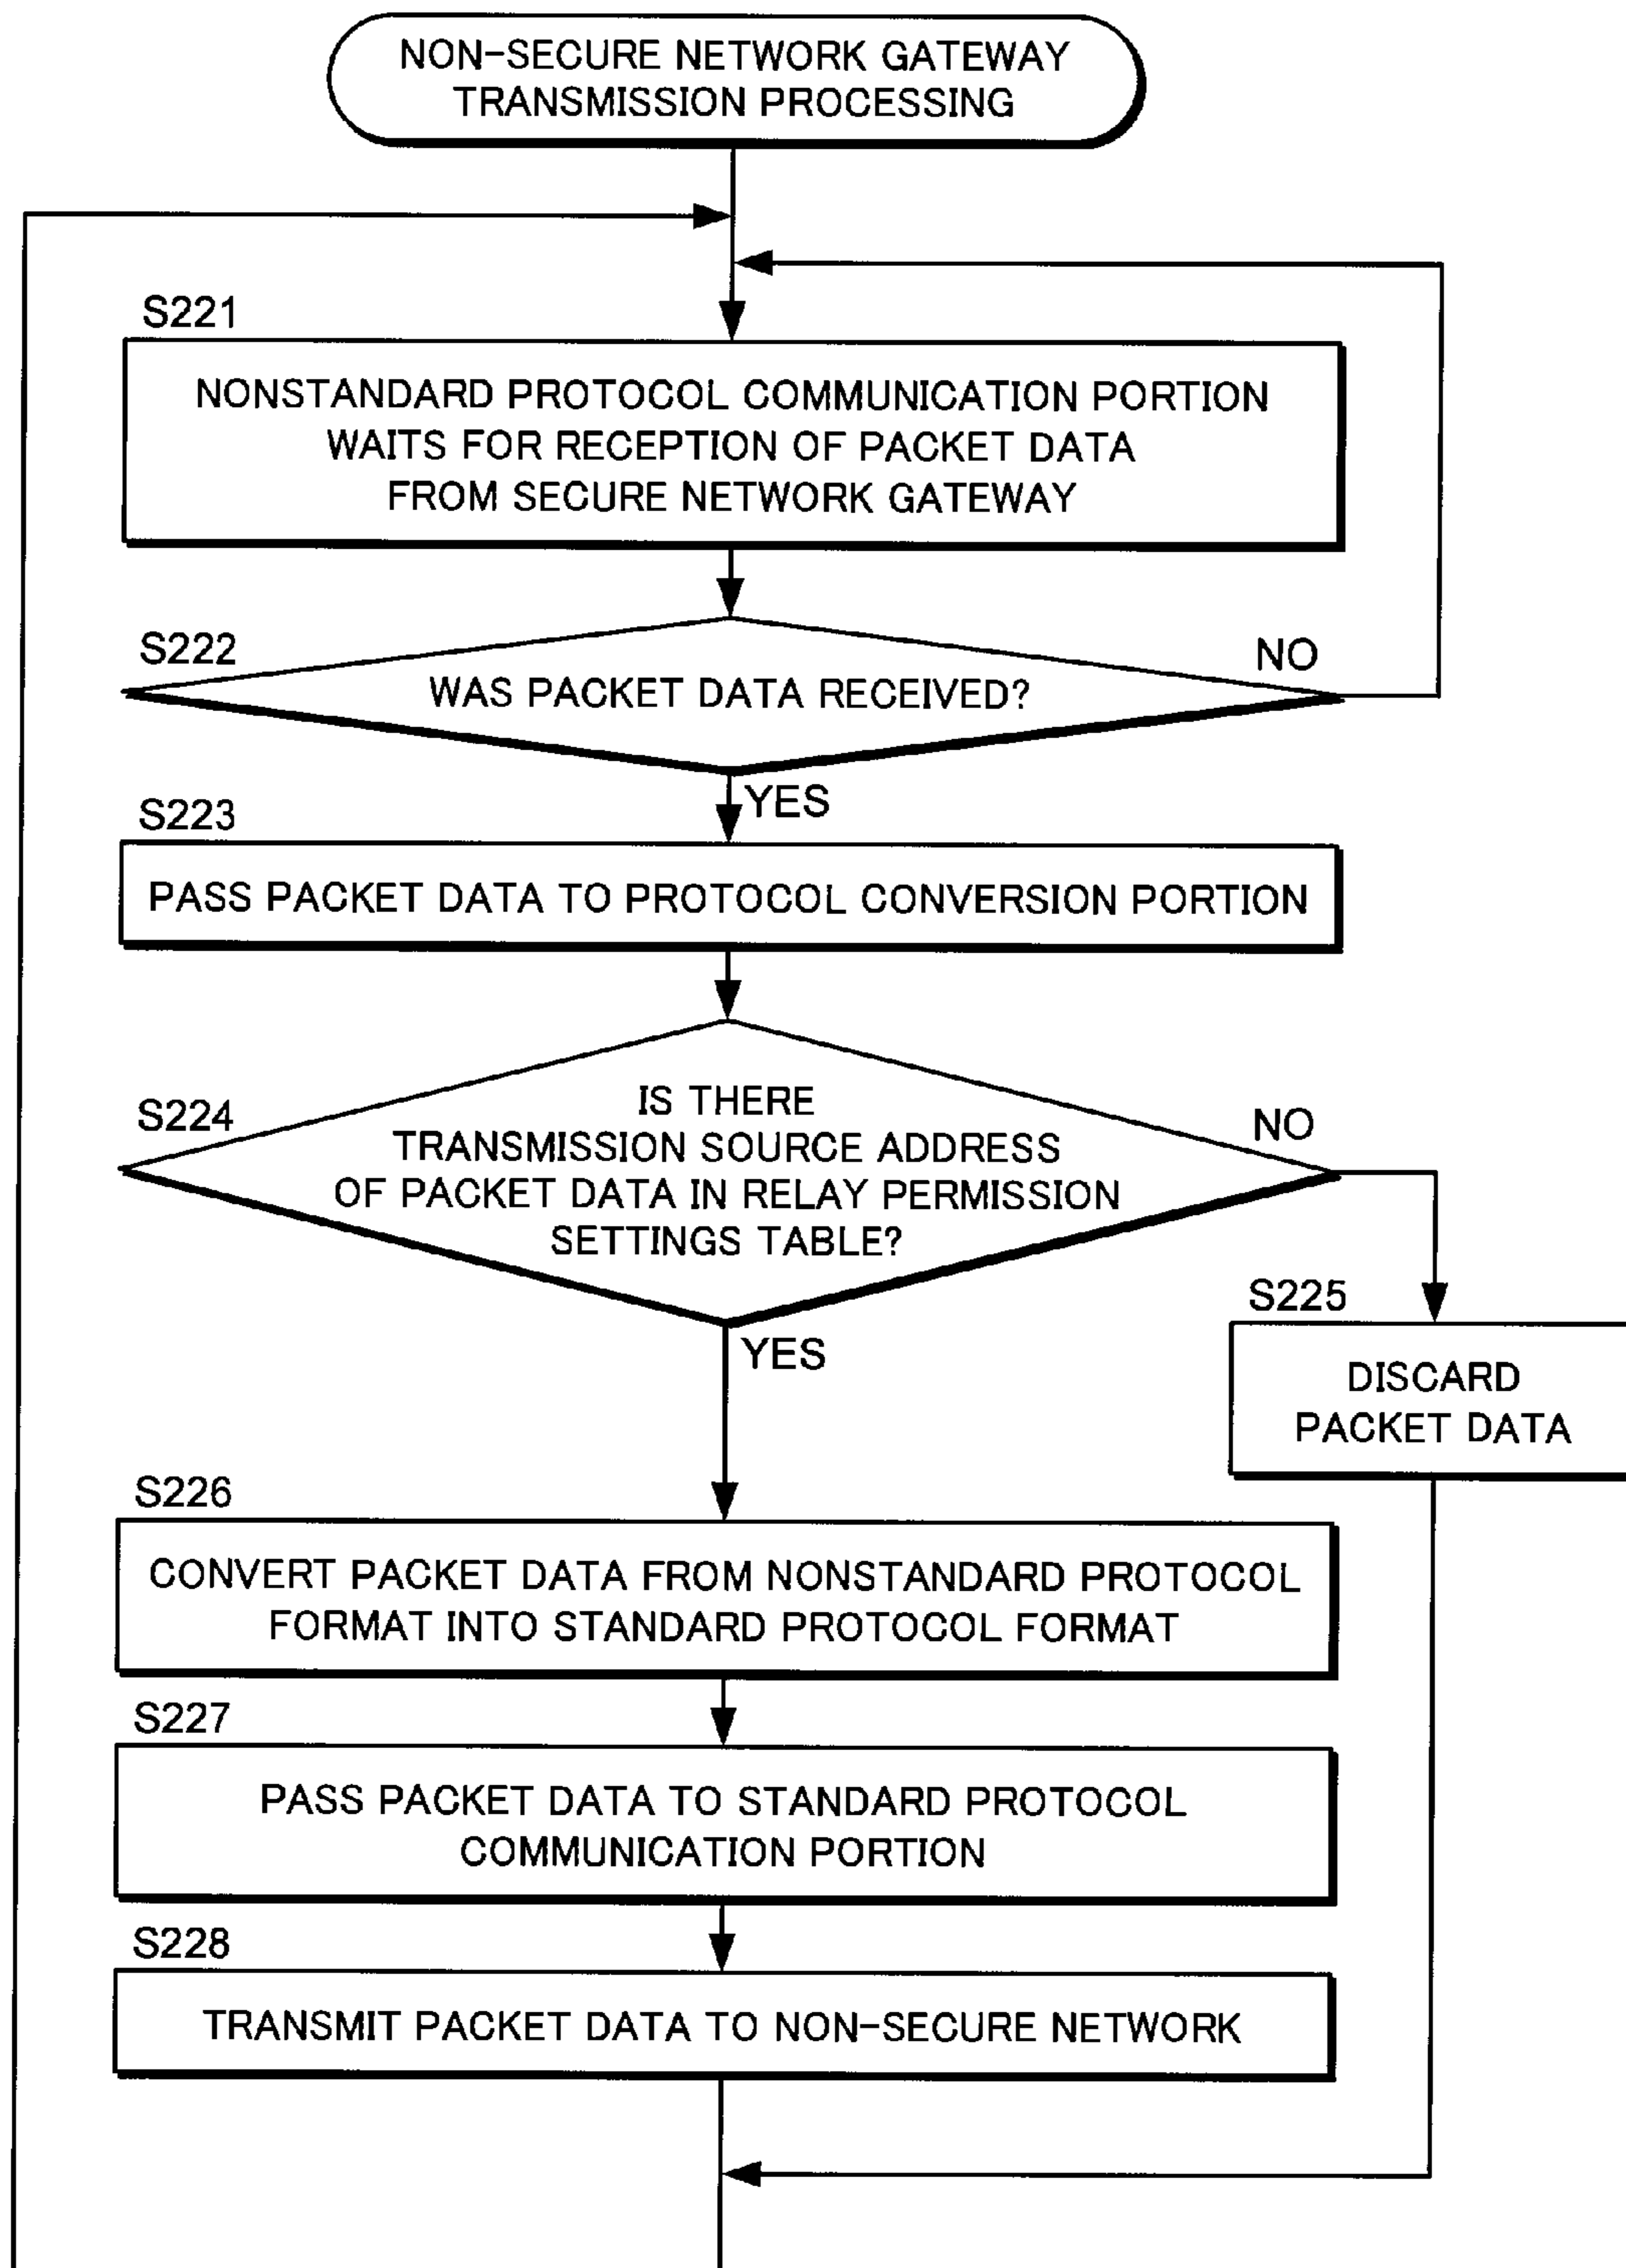 NON-SECURE NETWORK GATEWAY
TRANSMISSION PROCESSING
S221
NONSTANDARD PROTOCOL COMMUNICATION PORTION
WAITS FOR RECEPTION OF PACKET DATA
FROM SECURE NETWORK GATEWAY
S222
NO
WAS PACKET DATA RECEIVED?
YES
S223
PASS PACKET DATA TO PROTOCOL CONVERSION PORTION
S224
IS THERE
TRANSMISSION SOURCE ADDRESS
OF PACKET DATA IN RELAY PERMISSION
SETTINGS TABLE?
NO
YES
S225
DISCARD
PACKET DATA
S226
CONVERT PACKET DATA FROM NONSTANDARD PROTOCOL
FORMAT INTO STANDARD PROTOCOL FORMAT
S227
PASS PACKET DATA TO STANDARD PROTOCOL
COMMUNICATION PORTION
S228
TRANSMIT PACKET DATA TO NON-SECURE NETWORK